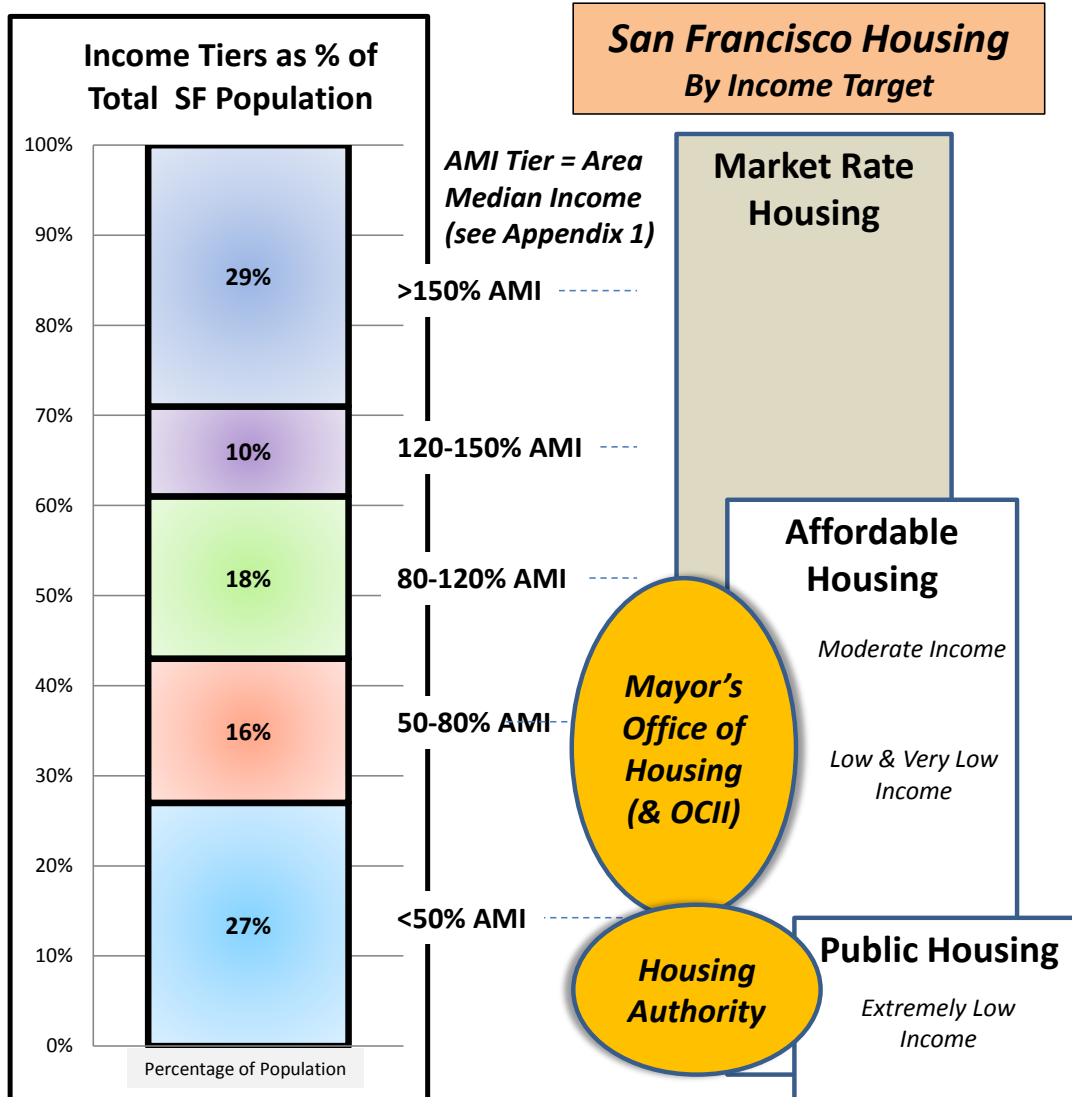 Income Tiers as % of
Total SF Population
100%
90%
80%
70%
60%
50%
40%
30%
20%
10%
0%
29%
10%
18%
16%
27%
Percentage of Population
AMI Tier = Area
Median Income
(see Appendix 1)
>150% AMI
120-150% AMI
80-120% AMI
50-80% AMI
<50% AMI
San Francisco Housing
By Income Target
Market Rate
Housing
Affordable
Housing
Moderate Income
Low & Very Low
Income
Mayor’s
Office of
Housing
(& OCII)
Housing
Authority
Public Housing
Extremely Low
Income